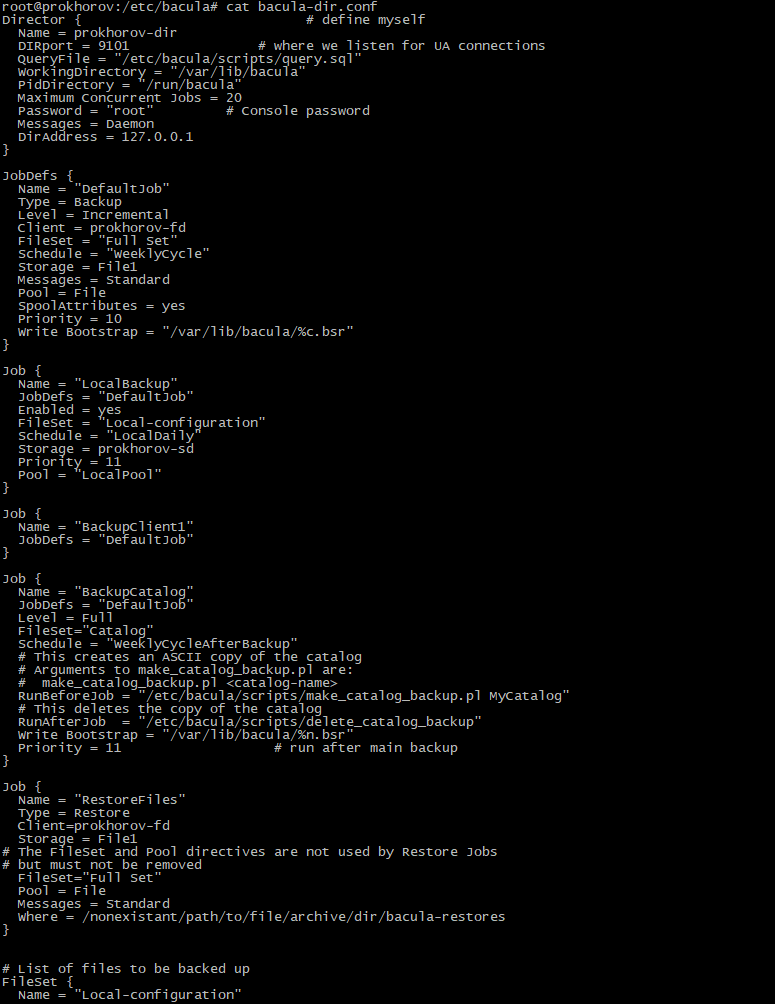 root@prokhorov:/etc/bacula# cat bacula-dir.conf
Director {                            # define myself
  Name = prokhorov-dir
  DIRport = 9101                # where we listen for UA connections
  QueryFile = "/etc/bacula/scripts/query.sql"
  WorkingDirectory = "/var/lib/bacula"
  PidDirectory = "/run/bacula"
  Maximum Concurrent Jobs = 20
  Password = "root"         # Console password
  Messages = Daemon
  DirAddress = 127.0.0.1
}

JobDefs {
  Name = "DefaultJob"
  Type = Backup
  Level = Incremental
  Client = prokhorov-fd
  FileSet = "Full Set"
  Schedule = "WeeklyCycle"
  Storage = File1
  Messages = Standard
  Pool = File
  SpoolAttributes = yes
  Priority = 10
  Write Bootstrap = "/var/lib/bacula/%c.bsr"
}

Job {
  Name = "LocalBackup"
  JobDefs = "DefaultJob"
  Enabled = yes
  FileSet = "Local-configuration"
  Schedule = "LocalDaily"
  Storage = prokhorov-sd
  Priority = 11
  Pool = "LocalPool"
}

Job {
  Name = "BackupClient1"
  JobDefs = "DefaultJob"
}

Job {
  Name = "BackupCatalog"
  JobDefs = "DefaultJob"
  Level = Full
  FileSet="Catalog"
  Schedule = "WeeklyCycleAfterBackup"
  # This creates an ASCII copy of the catalog
  # Arguments to make_catalog_backup.pl are:
  #  make_catalog_backup.pl <catalog-name>
  RunBeforeJob = "/etc/bacula/scripts/make_catalog_backup.pl MyCatalog"
  # This deletes the copy of the catalog
  RunAfterJob  = "/etc/bacula/scripts/delete_catalog_backup"
  Write Bootstrap = "/var/lib/bacula/%n.bsr"
  Priority = 11                   # run after main backup
}

Job {
  Name = "RestoreFiles"
  Type = Restore
  Client=prokhorov-fd
  Storage = File1
# The FileSet and Pool directives are not used by Restore Jobs
# but must not be removed
  FileSet="Full Set"
  Pool = File
  Messages = Standard
  Where = /nonexistant/path/to/file/archive/dir/bacula-restores
}


# List of files to be backed up
FileSet {
  Name = "Local-configuration"